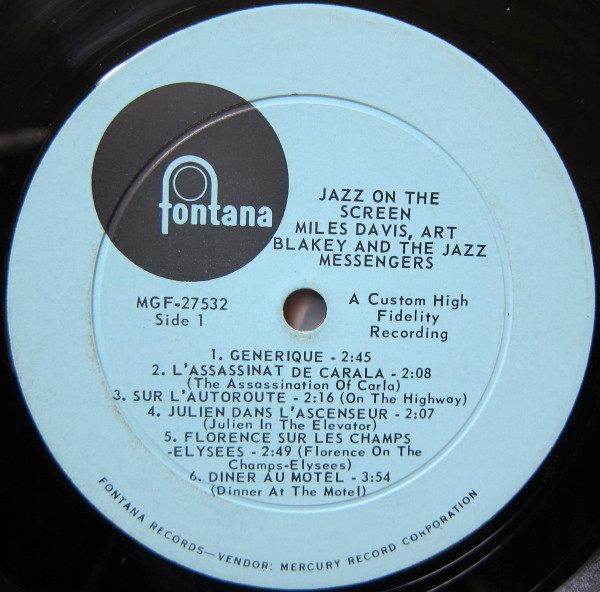 fontana
JAZZ ON THE
SCREEN
MILES DAVIS, ART
BLAKEY AND THE JAZZ
MESSENGERS
MGF-27532
Side 1
A Custom High
Fidelity
Recording
1. GENERIQUE - 2:45
2. L'ASSASSINAT DE CARALA - 2:08
(The Assassination Of Carla)
3. SUR L'AUTOROUTE - 2:16 (On The Highway)
4. JULIEN DANS L'ASCENSEUR - 2:07
(Julien In The Elevator)
5. FLORENCE SUR LES CHAMPS
-ELYSEES - 2:49 (Florence On The
Champs-Elysees)
6. DINER AU MOTEL - 3:54
(Dinner At The Motel)
FONTANA RECORDS—VENDOR: MERCURY RECORD CORPORATION